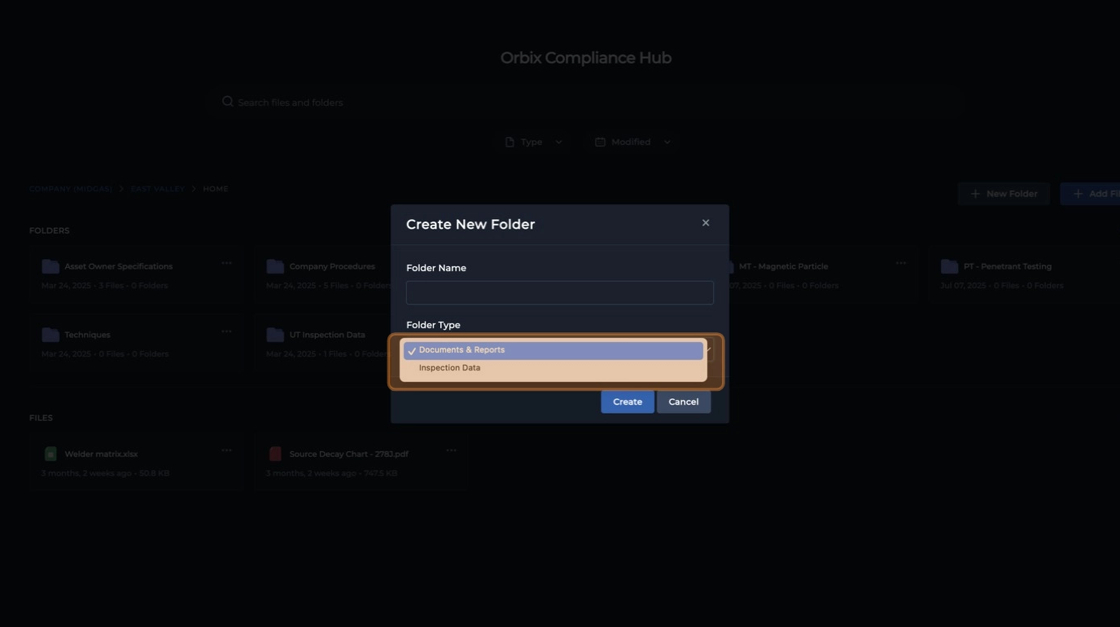 Orbix Compliance Hub
Search files and folders
Type
Modified
COMPANY (MIDCAS) > EAST VALLEY > HOME
+ New Folder
+ Add Fi
Create New Folder
Folder Name
Folder Type
✓ Documents & Reports
Inspection Data
Create
Cancel
FOLDERS
Asset Owner Specifications
Mar 24, 2025 - 3 Files - 0 Folders
Company Procedures
Mar 24, 2025 - 5 Files - 0 Folders
MT - Magnetic Particle
07, 2025 - 0 Files - 0 Folders
PT - Penetrant Testing
Jul 07, 2025 - 0 Files - 0 Folders
Techniques
Mar 24, 2025 - 0 Files - 0 Folders
UT Inspection Data
Mar 24, 2025 - 1 Files - 0 Folders
FILES
Welder matrix.xlsx
3 months, 2 weeks ago - 50.8 KB
Source Decay Chart - 278J.pdf
3 months, 2 weeks ago - 747.5 KB